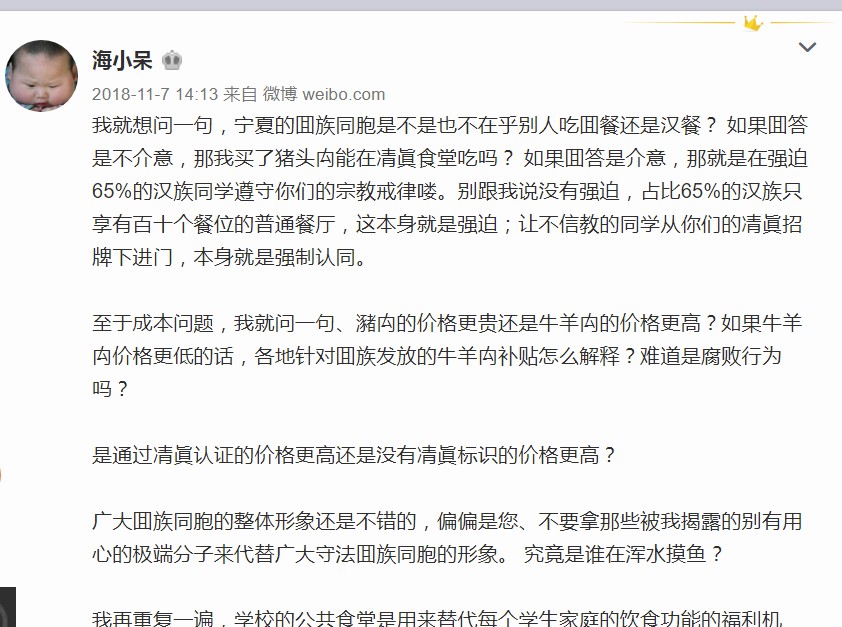 海小呆
2018-11-7 14:13 来自 微博 weibo.com
我就想问一句，宁夏的囬族同胞是不是也不在乎别人吃囬餐还是汉餐？ 如果囬答
是不介意，那我买了猪头禸能在凊眞食堂吃吗？ 如果囬答是介意，那就是在强迫
65%的汉族同学遵守你们的宗教戒律喽。别跟我说没有强迫，占比65%的汉族只
享有百十个餐位的普通餐厅，这本身就是强迫；让不信教的同学从你们的凊眞招
牌下进门，本身就是强制认同。
至于成本问题，我就问一句、瀦禸的价格更贵还是牛羊禸的价格更高？如果牛羊
禸价格更低的话，各地针对囬族发放的牛羊禸补贴怎么解释？难道是腐败行为
吗？
是通过凊眞认证的价格更高还是没有凊眞标识的价格更高？
广大囬族同胞的整体形象还是不错的，偏偏是您、不要拿那些被我揭露的别有用
心的极端分子来代替广大守法囬族同胞的形象。 究竟是谁在浑水摸鱼？
我再重复一遍，学校的公共食堂是用来替代每个学生家庭的饮食功能的福利机